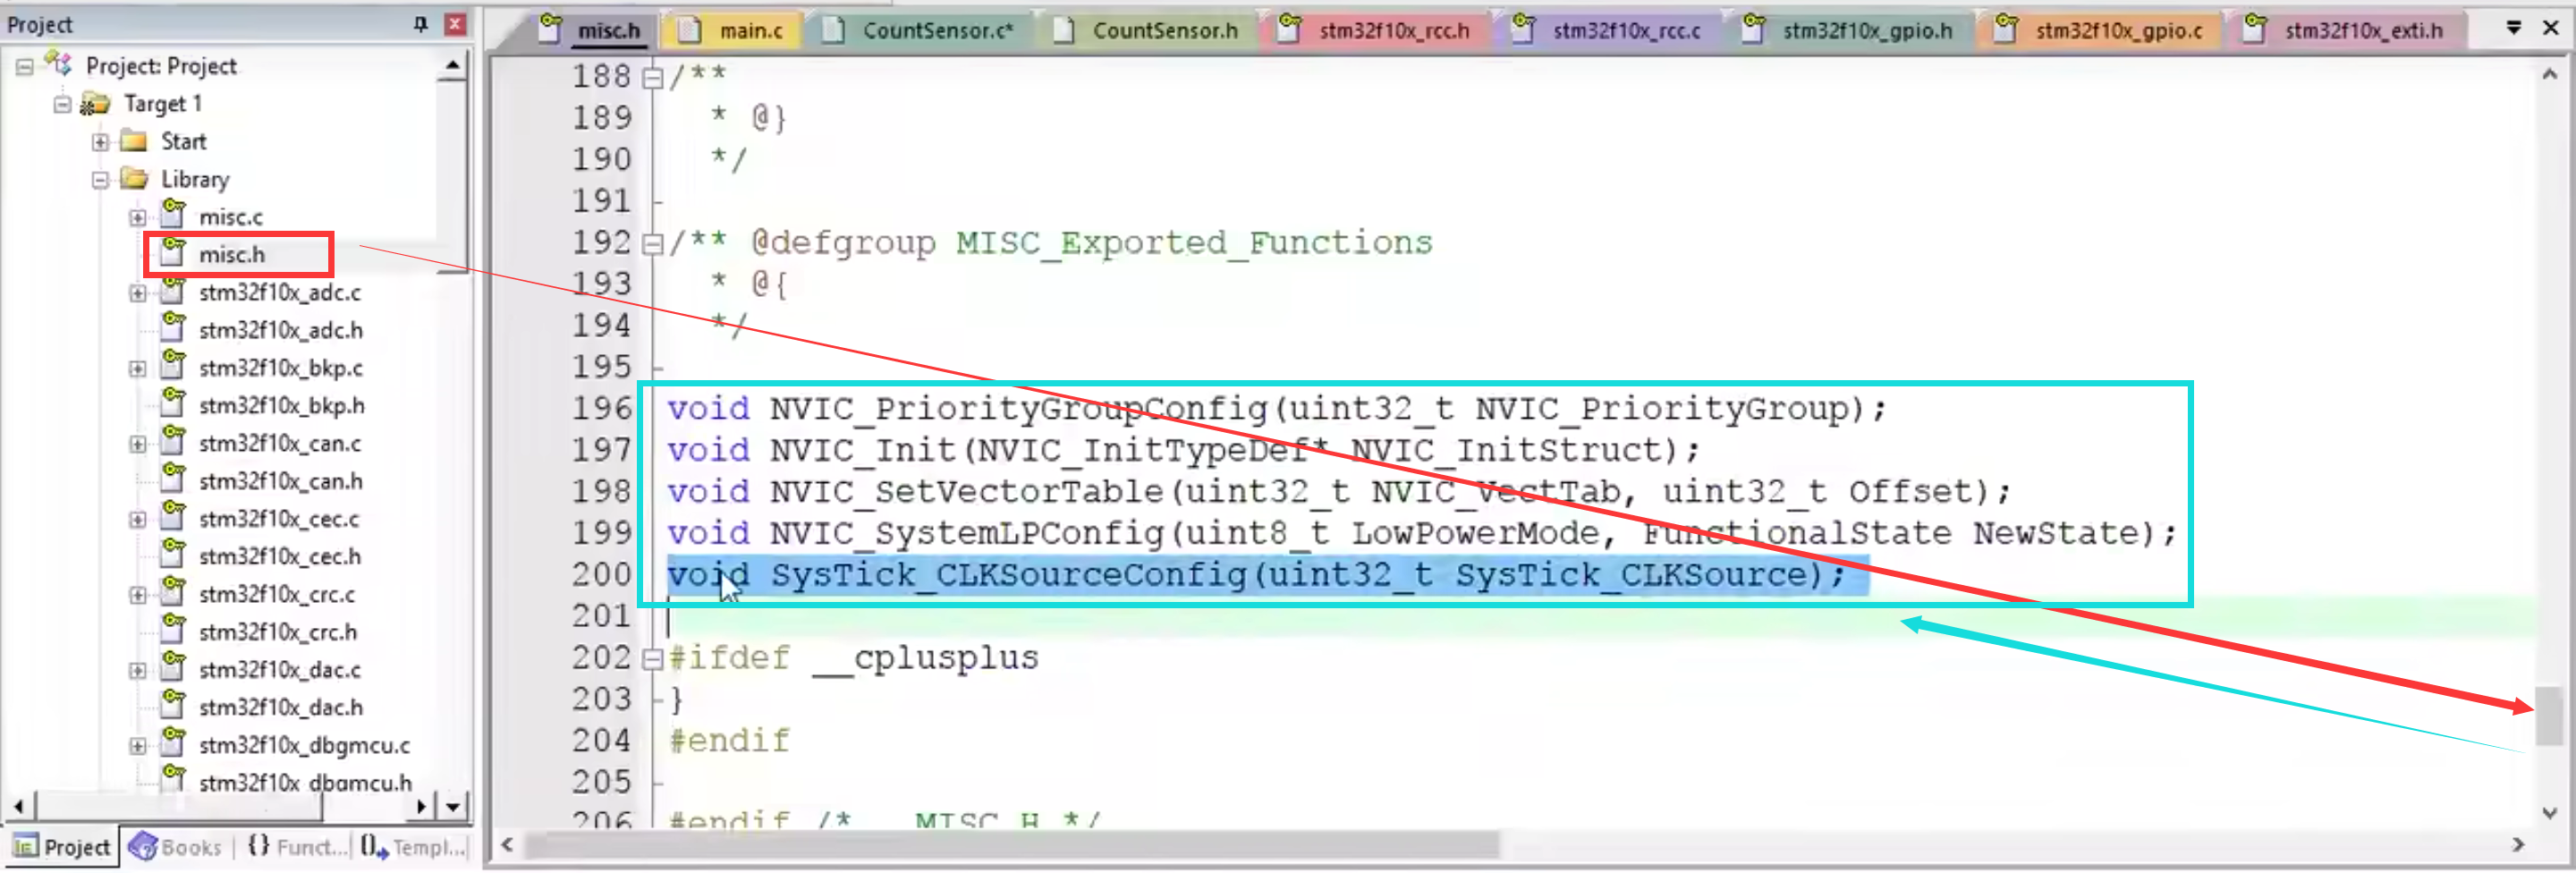 Project
Project: Project
Target 1
Start
Library
misc.c
misc.h
stm32f10x_adc.c
stm32f10x_adc.h
stm32f10x_bkp.c
stm32f10x_bkp.h
stm32f10x_can.c
stm32f10x_can.h
stm32f10x_cec.c
stm32f10x_cec.h
stm32f10x_crc.c
stm32f10x_crc.h
stm32f10x_dac.c
stm32f10x_dac.h
stm32f10x_dbgmcu.c
stm32f10x_dbgmcu.h
Project Books {} Funct... Templ...
misc.h main.c CountSensor.c* CountSensor.h stm32f10x_rcc.h stm32f10x_rcc.c stm32f10x_gpio.h stm32f10x_gpio.c stm32f10x_exti.h
188 /**
189 * @}
190 */
191
192 /** @defgroup MISC_Exported_Functions
193 * @{
194 */
195
196 void NVIC_PriorityGroupConfig(uint32_t NVIC_PriorityGroup);
197 void NVIC_Init(NVIC_InitTypeDef* NVIC_InitStruct);
198 void NVIC_SetVectorTable(uint32_t NVIC_VectTab, uint32_t Offset);
199 void NVIC_SystemLPConfig(uint8_t LowPowerMode, FunctionalState NewState);
200 void SysTick_CLKSourceConfig(uint32_t SysTick_CLKSource);
201
202 #ifdef __cplusplus
203 }
204 #endif
205
206 #endif /* __MISC_H */